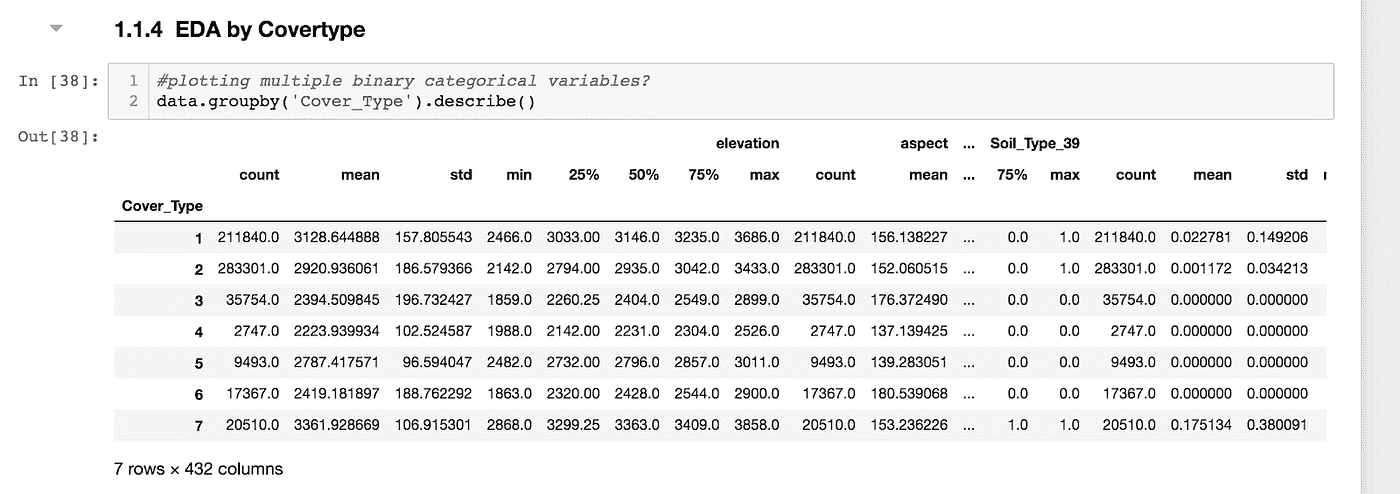 1.1.4 EDA by Covertype
In [38]:
1 #plotting multiple binary categorical variables?
2 data.groupby('Cover_Type').describe()
Out[38]:
elevation aspect ... Soil_Type_39
count mean std min 25% 50% 75% max count mean ... 75% max count mean std
Cover_Type
1 211840.0 3128.644888 157.805543 2466.0 3033.00 3146.0 3235.0 3686.0 211840.0 156.138227 ... 0.0 1.0 211840.0 0.022781 0.149206
2 283301.0 2920.936061 186.579366 2142.0 2794.00 2935.0 3042.0 3433.0 283301.0 152.060515 ... 0.0 1.0 283301.0 0.001172 0.034213
3 35754.0 2394.509845 196.732427 1859.0 2260.25 2404.0 2549.0 2899.0 35754.0 176.372490 ... 0.0 0.0 35754.0 0.000000 0.000000
4 2747.0 2223.939934 102.524587 1988.0 2142.00 2231.0 2304.0 2526.0 2747.0 137.139425 ... 0.0 0.0 2747.0 0.000000 0.000000
5 9493.0 2787.417571 96.594047 2482.0 2732.00 2796.0 2857.0 3011.0 9493.0 139.283051 ... 0.0 0.0 9493.0 0.000000 0.000000
6 17367.0 2419.181897 188.762292 1863.0 2320.00 2428.0 2544.0 2900.0 17367.0 180.539068 ... 0.0 0.0 17367.0 0.000000 0.000000
7 20510.0 3361.928669 106.915301 2868.0 3299.25 3363.0 3409.0 3858.0 20510.0 153.236226 ... 1.0 1.0 20510.0 0.175134 0.380091
7 rows × 432 columns